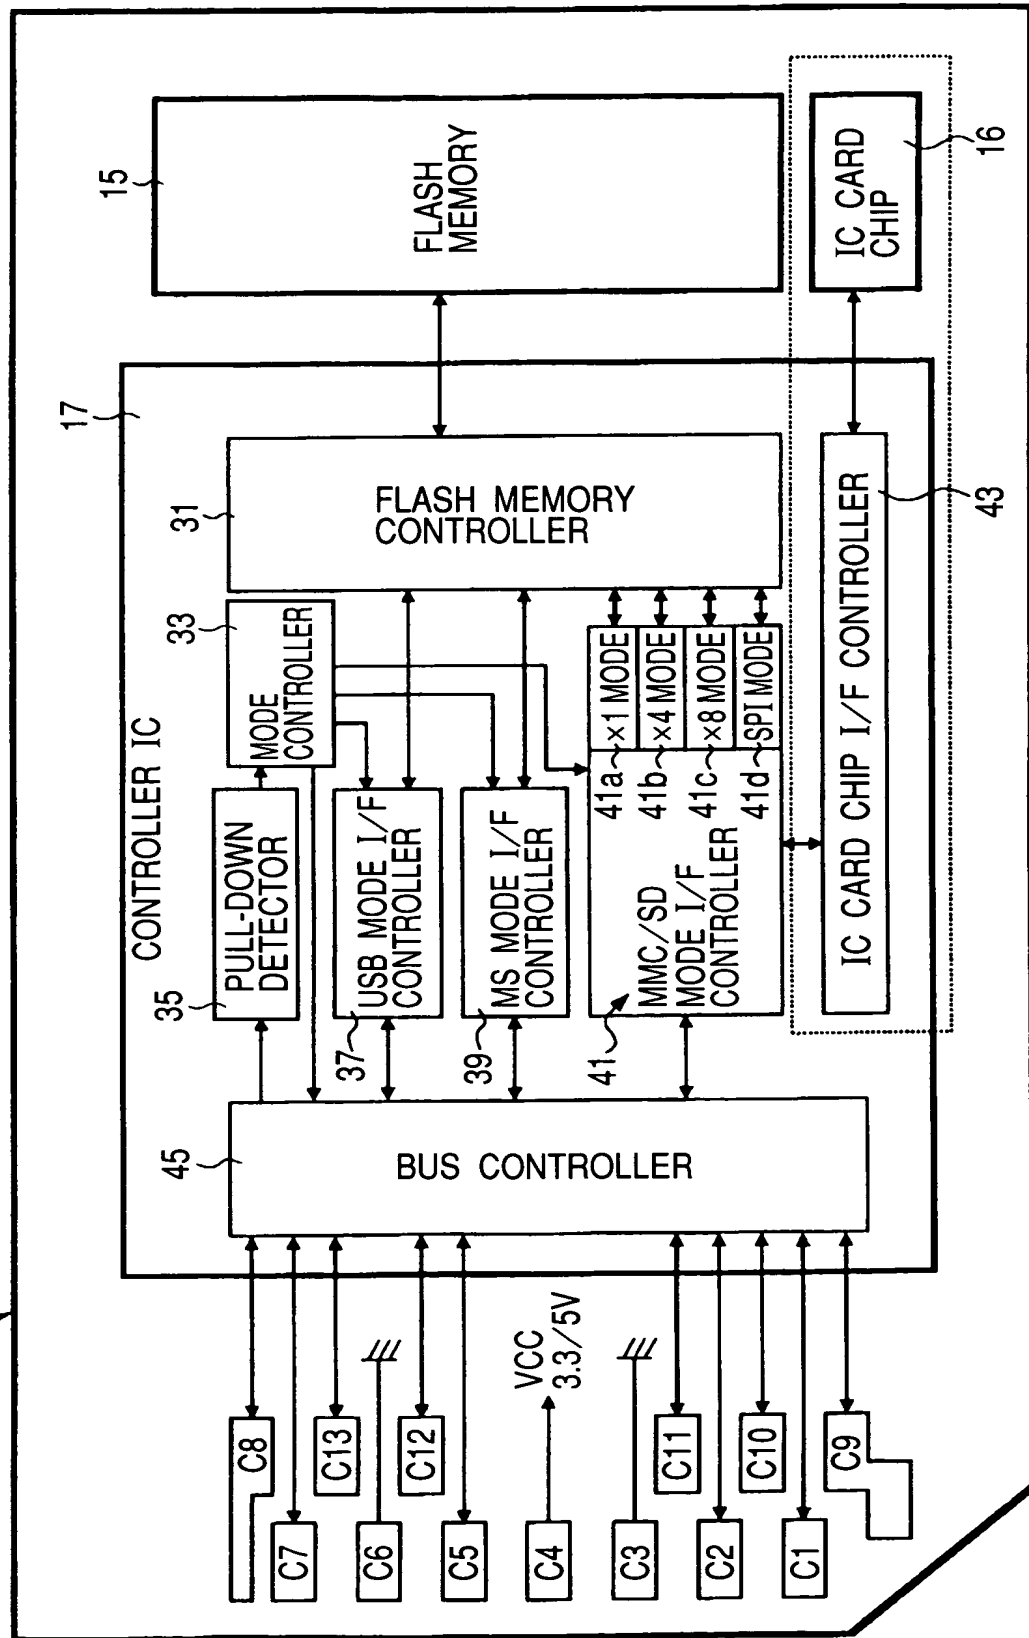 CONTROLLER IC
17
15
FLASH
MEMORY
16
IC CARD
CHIP
31
FLASH MEMORY
CONTROLLER
33
MODE
CONTROLLER
35
PULL-DOWN
DETECTOR
37
USB MODE I/F
CONTROLLER
39
MS MODE I/F
CONTROLLER
41
MMC/SD
MODE I/F
CONTROLLER
41a
×1 MODE
41b
×4 MODE
41c
×8 MODE
41d
SPI MODE
43
IC CARD CHIP I/F CONTROLLER
45
BUS CONTROLLER
C8
C7
C13
C6
C12
C5
C4
VCC
3.3/5V
C3
C11
C2
C10
C1
C9